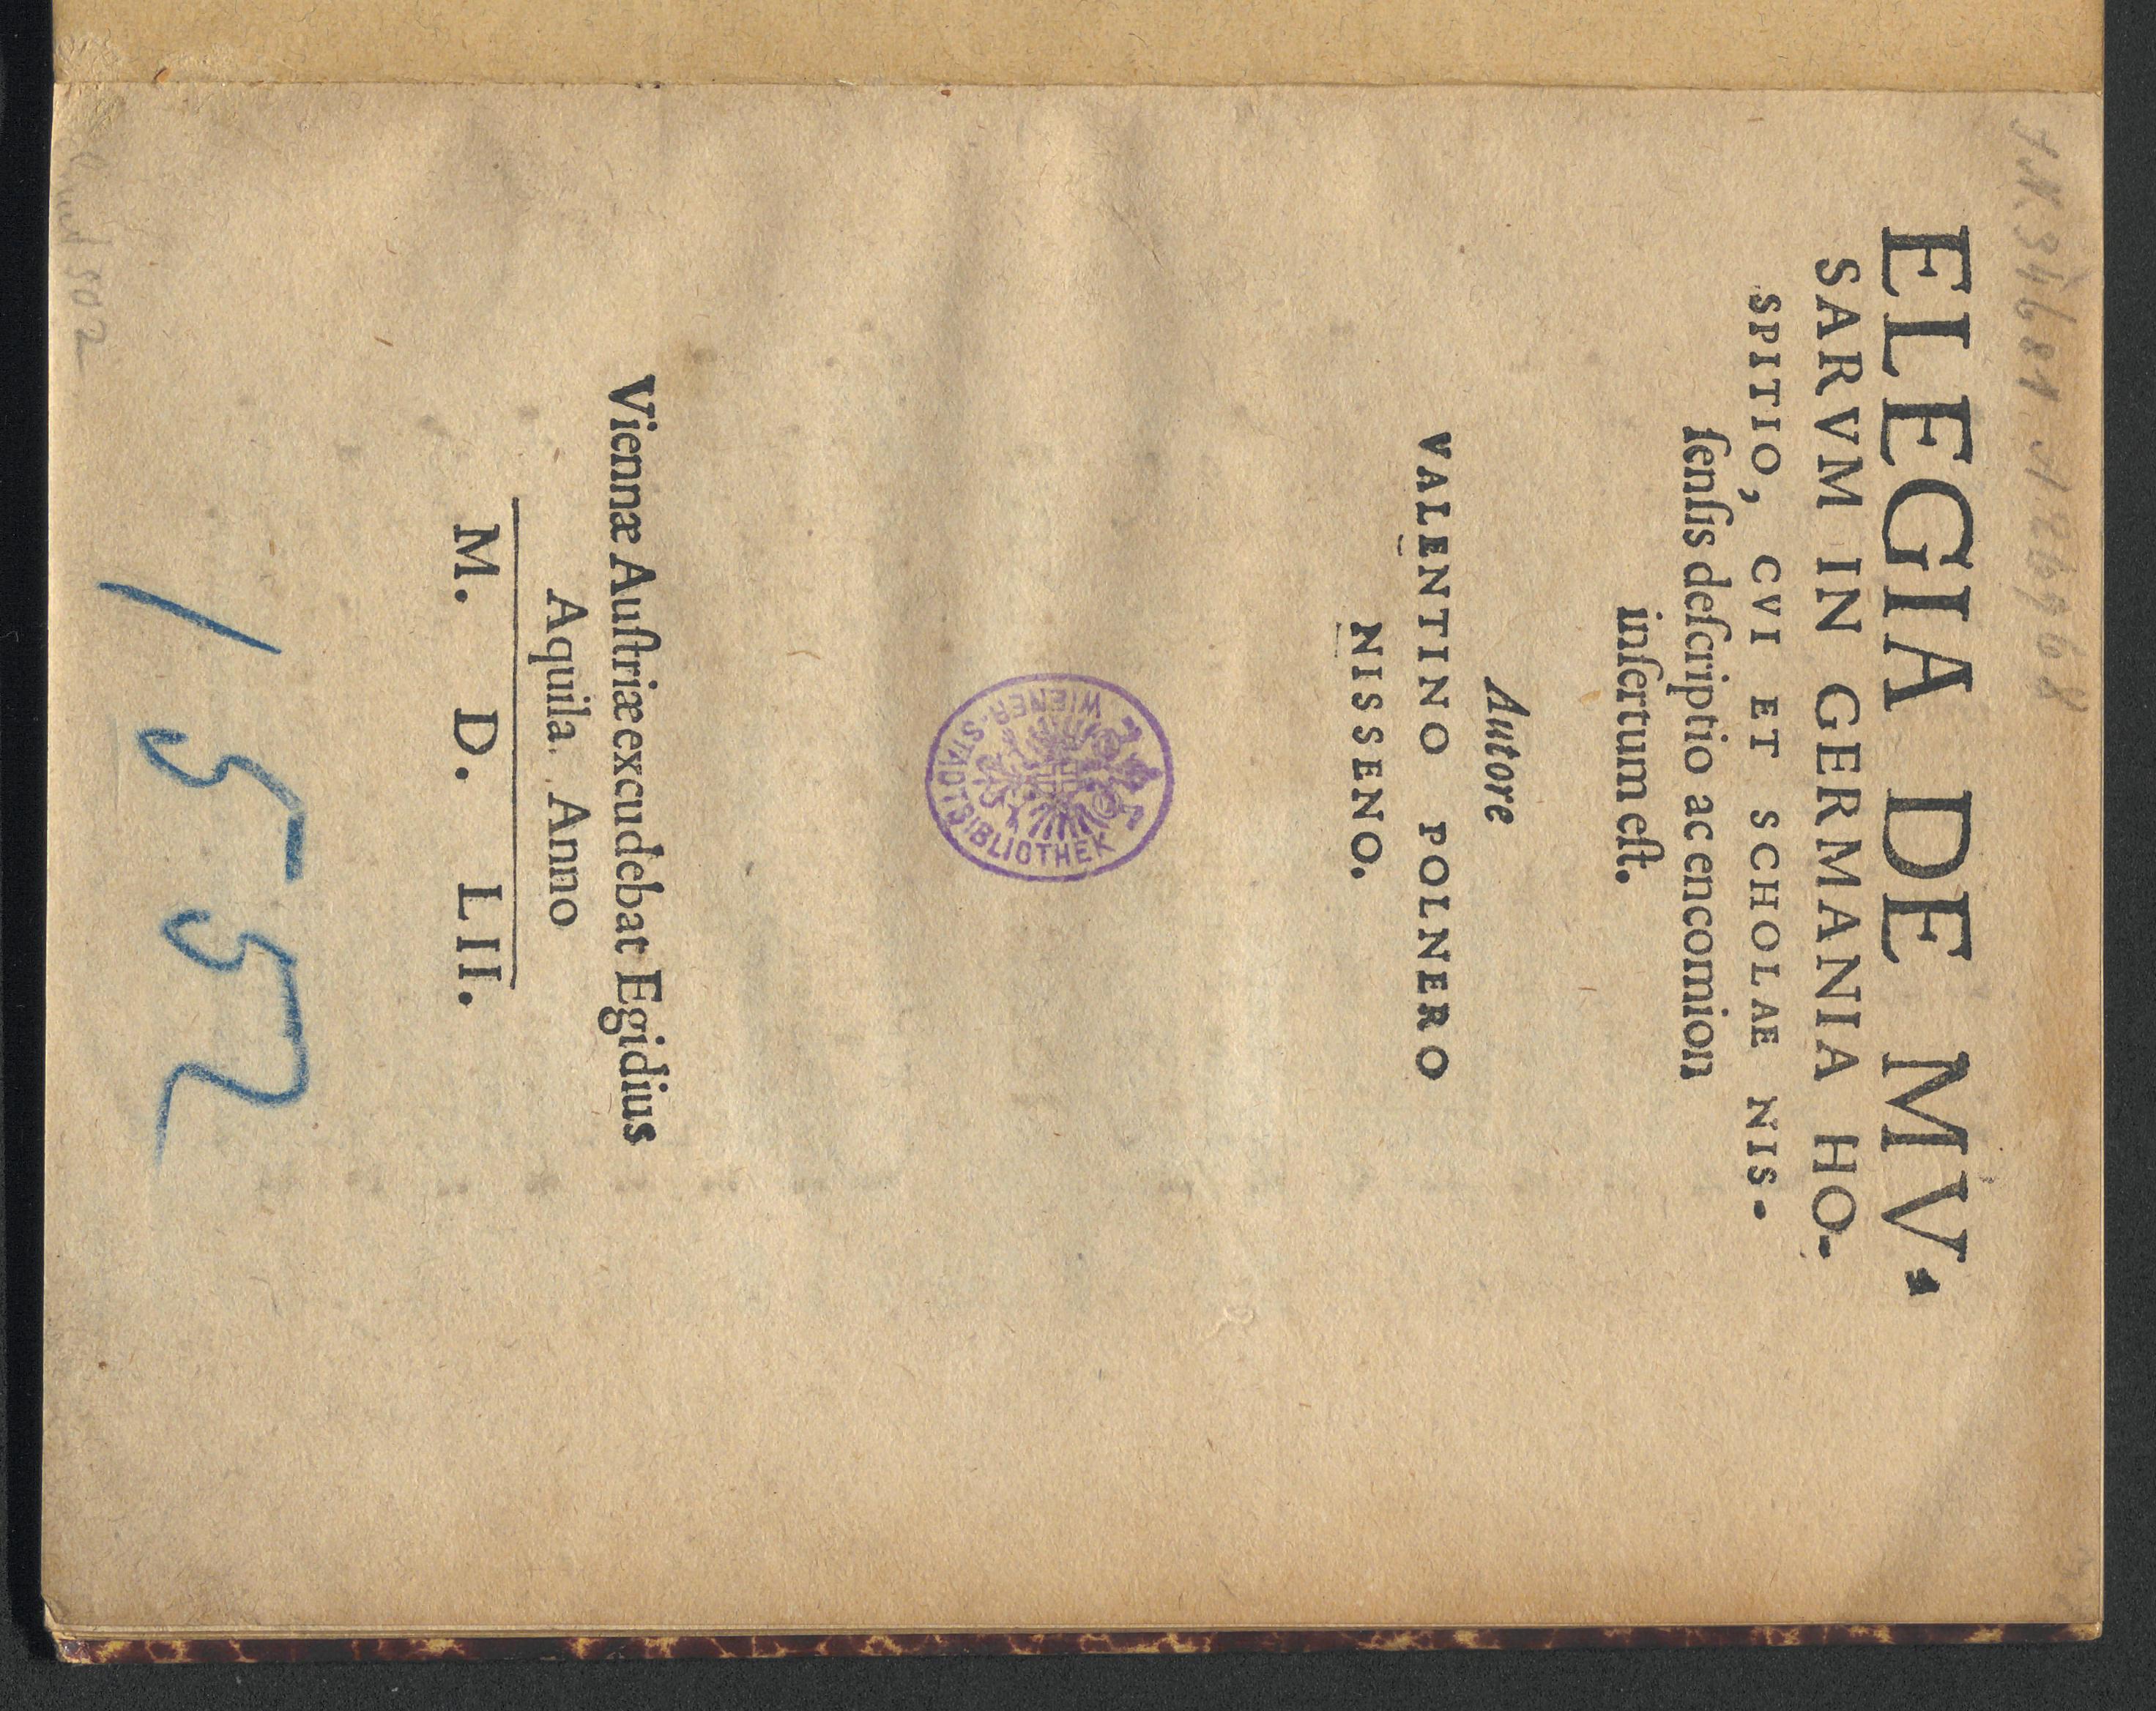 ELEGIA DE MV-
SARVM IN GERMANIA HO-
SPITIO, CVI ET SCHOLAE NIS-
ſenſis deſcriptio ac encomion
inſertum eſt.
Autore
VALENTINO POLNERO
NISSENO.
WIENER-STADTBIBLIOTHEK
Viennæ Auſtriæ excudebat Egidius
Aquila. Anno
M. D. LII.
1552
502